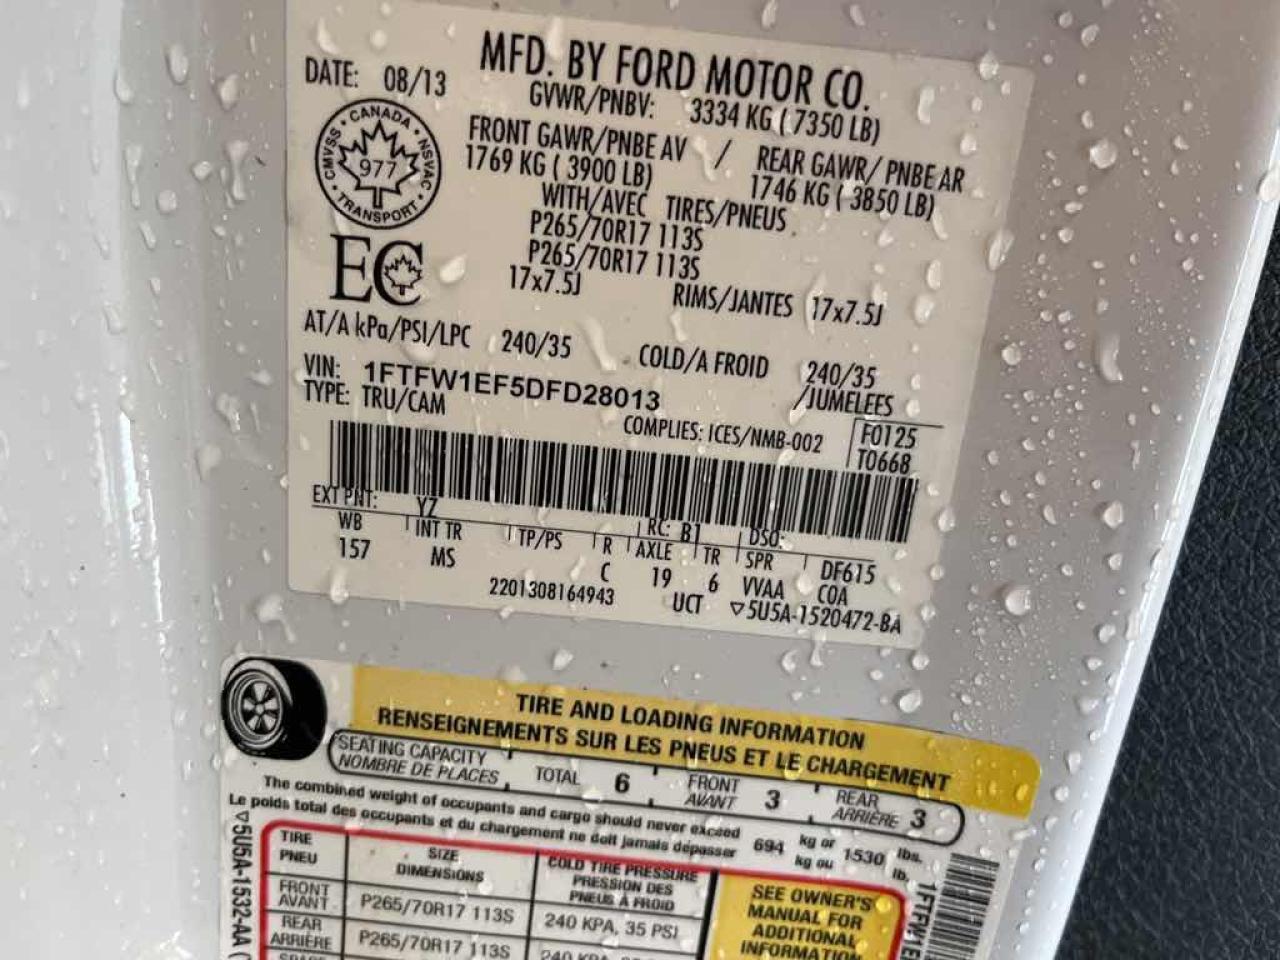 MFD. BY FORD MOTOR CO.
DATE: 08/13
GVWR/PNBV: 3334 KG ( 7350 LB)
FRONT GAWR/PNBE AV / REAR GAWR/ PNBE AR
1769 KG ( 3900 LB) 1746 KG ( 3850 LB)
WITH/AVEC TIRES/PNEUS
P265/70R17 113S
P265/70R17 113S
17x7.5J RIMS/JANTES 17x7.5J
CANADA
CMVSS 977 NSVAC
TRANSPORT
EC
AT/A kPa/PSI/LPC 240/35 COLD/A FROID 240/35
VIN: 1FTFW1EF5DFD28013 /JUMELEES
TYPE: TRU/CAM
COMPLIES: ICES/NMB-002 F0125
T0668
EXT PNT: YZ RC: B1 DSO:
WB INT TR TP/PS R AXLE TR SPR DF615
157 MS C 19 6 VVAA COA
2201308164943 UCT ▽5U5A-1520472-BA
TIRE AND LOADING INFORMATION
RENSEIGNEMENTS SUR LES PNEUS ET LE CHARGEMENT
SEATING CAPACITY
NOMBRE DE PLACES TOTAL 6 FRONT AVANT 3 REAR ARRIÈRE 3
The combined weight of occupants and cargo should never exceed 694 kg or 1530 lbs.
Le poids total des occupants et du chargement ne doit jamais dépasser kg ou lb.
TIRE SIZE COLD TIRE PRESSURE
PNEU DIMENSIONS PRESSION DES
PNEUS À FROID
FRONT
AVANT P265/70R17 113S 240 KPA, 35 PSI
REAR
ARRIÈRE P265/70R17 113S
SEE OWNER'S
MANUAL FOR
ADDITIONAL
INFORMATION
▽5U5A-1532-AA
1FTFW1E